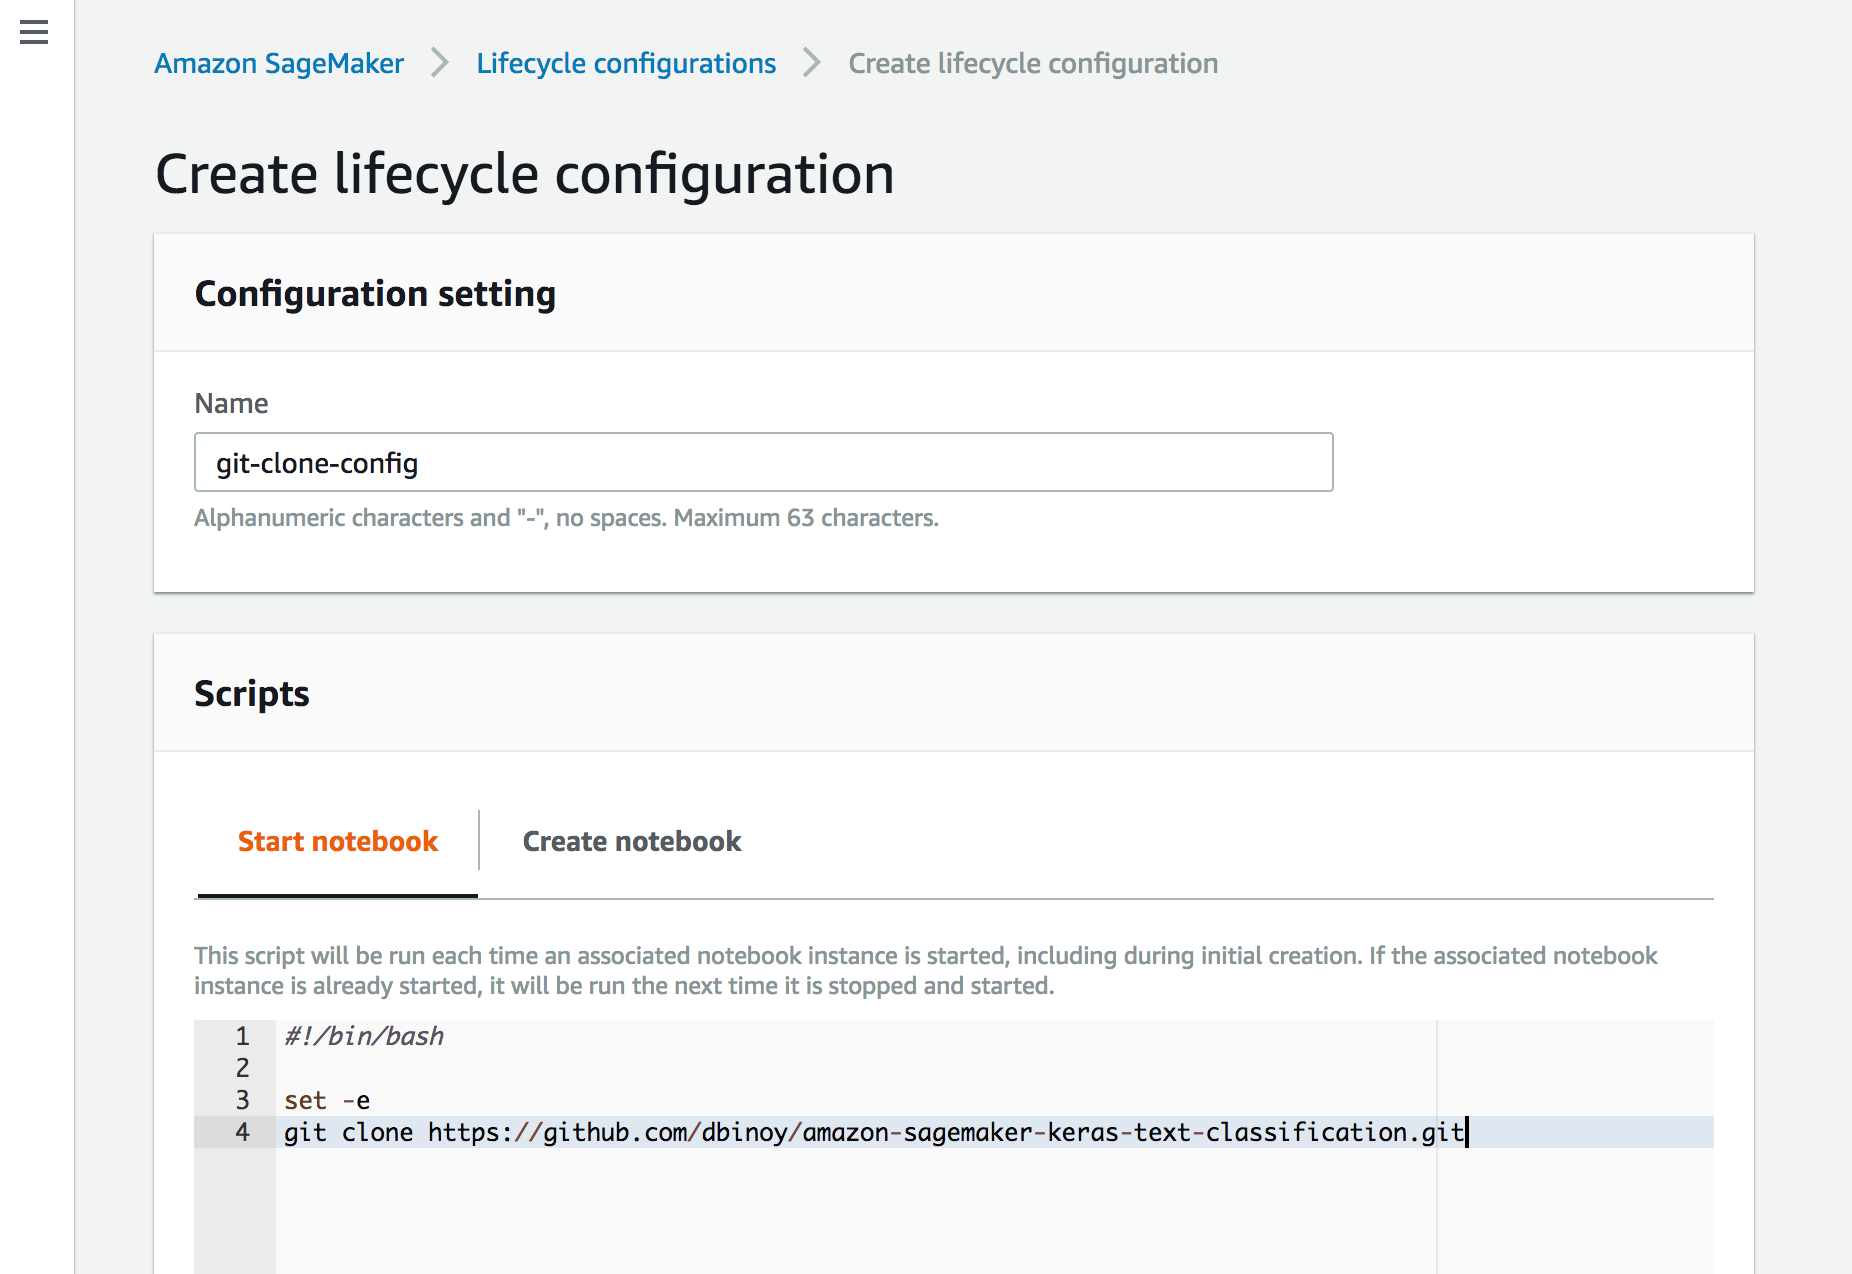 Amazon SageMaker > Lifecycle configurations > Create lifecycle configuration
Create lifecycle configuration
Configuration setting
Name
git-clone-config
Alphanumeric characters and "-", no spaces. Maximum 63 characters.
Scripts
Start notebook Create notebook
This script will be run each time an associated notebook instance is started, including during initial creation. If the associated notebook
instance is already started, it will be run the next time it is stopped and started.
1 #!/bin/bash
2
3 set -e
4 git clone https://github.com/dbinoy/amazon-sagemaker-keras-text-classification.git